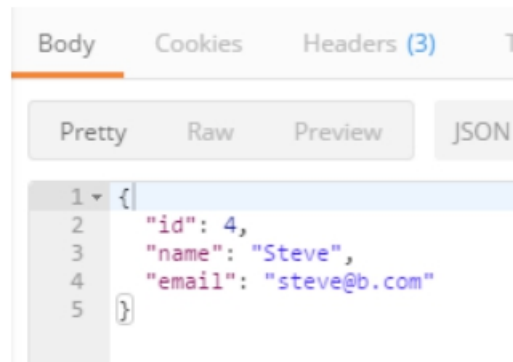 Body Cookies Headers (3)
Pretty Raw Preview JSON
1 {
2 "id": 4,
3 "name": "Steve",
4 "email": "steve@b.com"
5 }